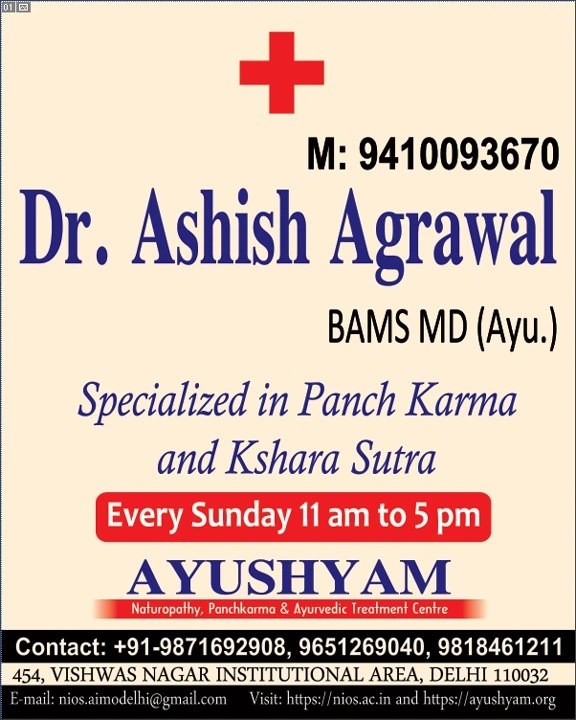 01
M: 9410093670
Dr. Ashish Agrawal
BAMS MD (Ayu.)
Specialized in Panch Karma
and Kshara Sutra
Every Sunday 11 am to 5 pm
AYUSHYAM
Naturopathy, Panchkarma & Ayurvedic Treatment Centre
Contact: +91-9871692908, 9651269040, 9818461211
454, VISHWAS NAGAR INSTITUTIONAL AREA, DELHI 110032
E-mail: nios.aimodelhi@gmail.com Visit: https://nios.ac.in and https://ayushyam.org